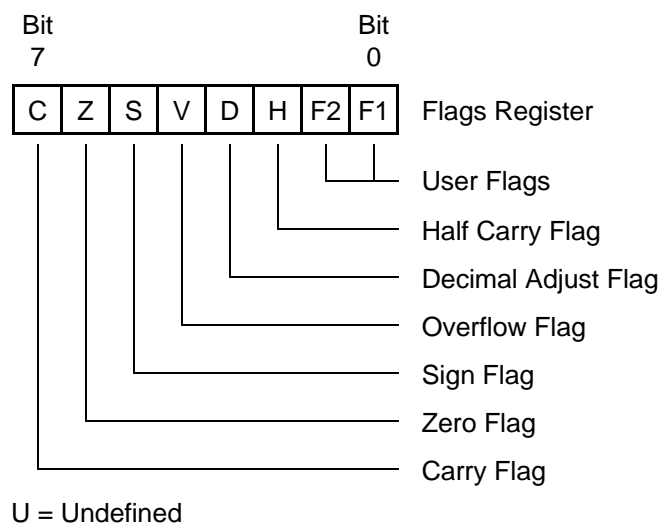 Bit Bit
7 0
C Z S V D H F2 F1 Flags Register
User Flags
Half Carry Flag
Decimal Adjust Flag
Overflow Flag
Sign Flag
Zero Flag
Carry Flag
U = Undefined